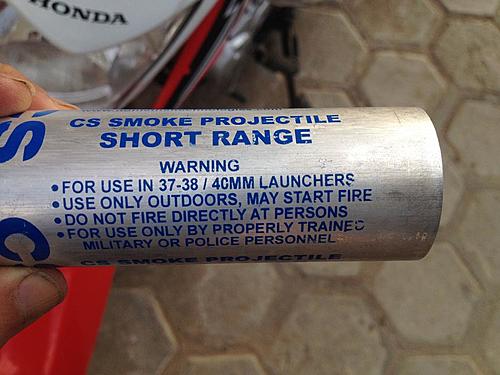 HONDA
CS SMOKE PROJECTILE
SHORT RANGE
WARNING
• FOR USE IN 37-38 / 40MM LAUNCHERS
• USE ONLY OUTDOORS, MAY START FIRE
• DO NOT FIRE DIRECTLY AT PERSONS
• FOR USE ONLY BY PROPERLY TRAINED
MILITARY OR POLICE PERSONNEL
CS SMOKE PROJECTILE
CS